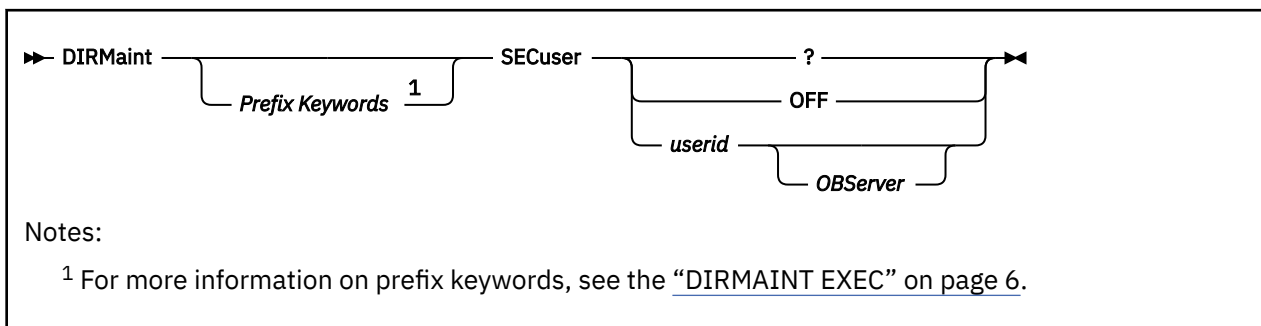 DIRMaint Prefix Keywords 1 SECuser ?
OFF
userid OBServer
Notes:
1 For more information on prefix keywords, see the “DIRMAINT EXEC” on page 6.